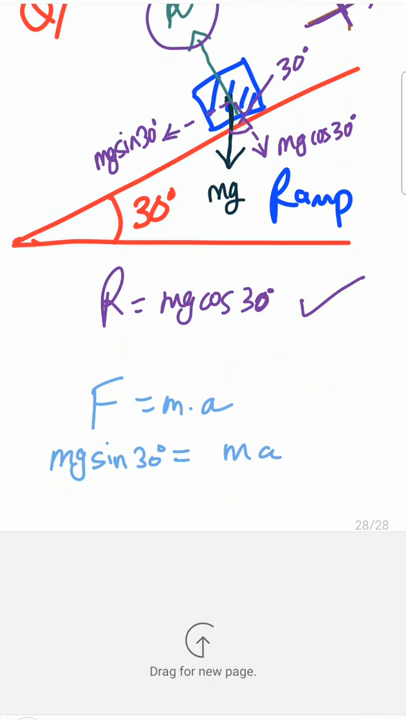 Q/
R
30°
mgsin30°
mgcos30°
30°
mg
Ramp
R = mgcos30° ✓
F = m.a
mgsin30° = ma
28/28
Drag for new page.